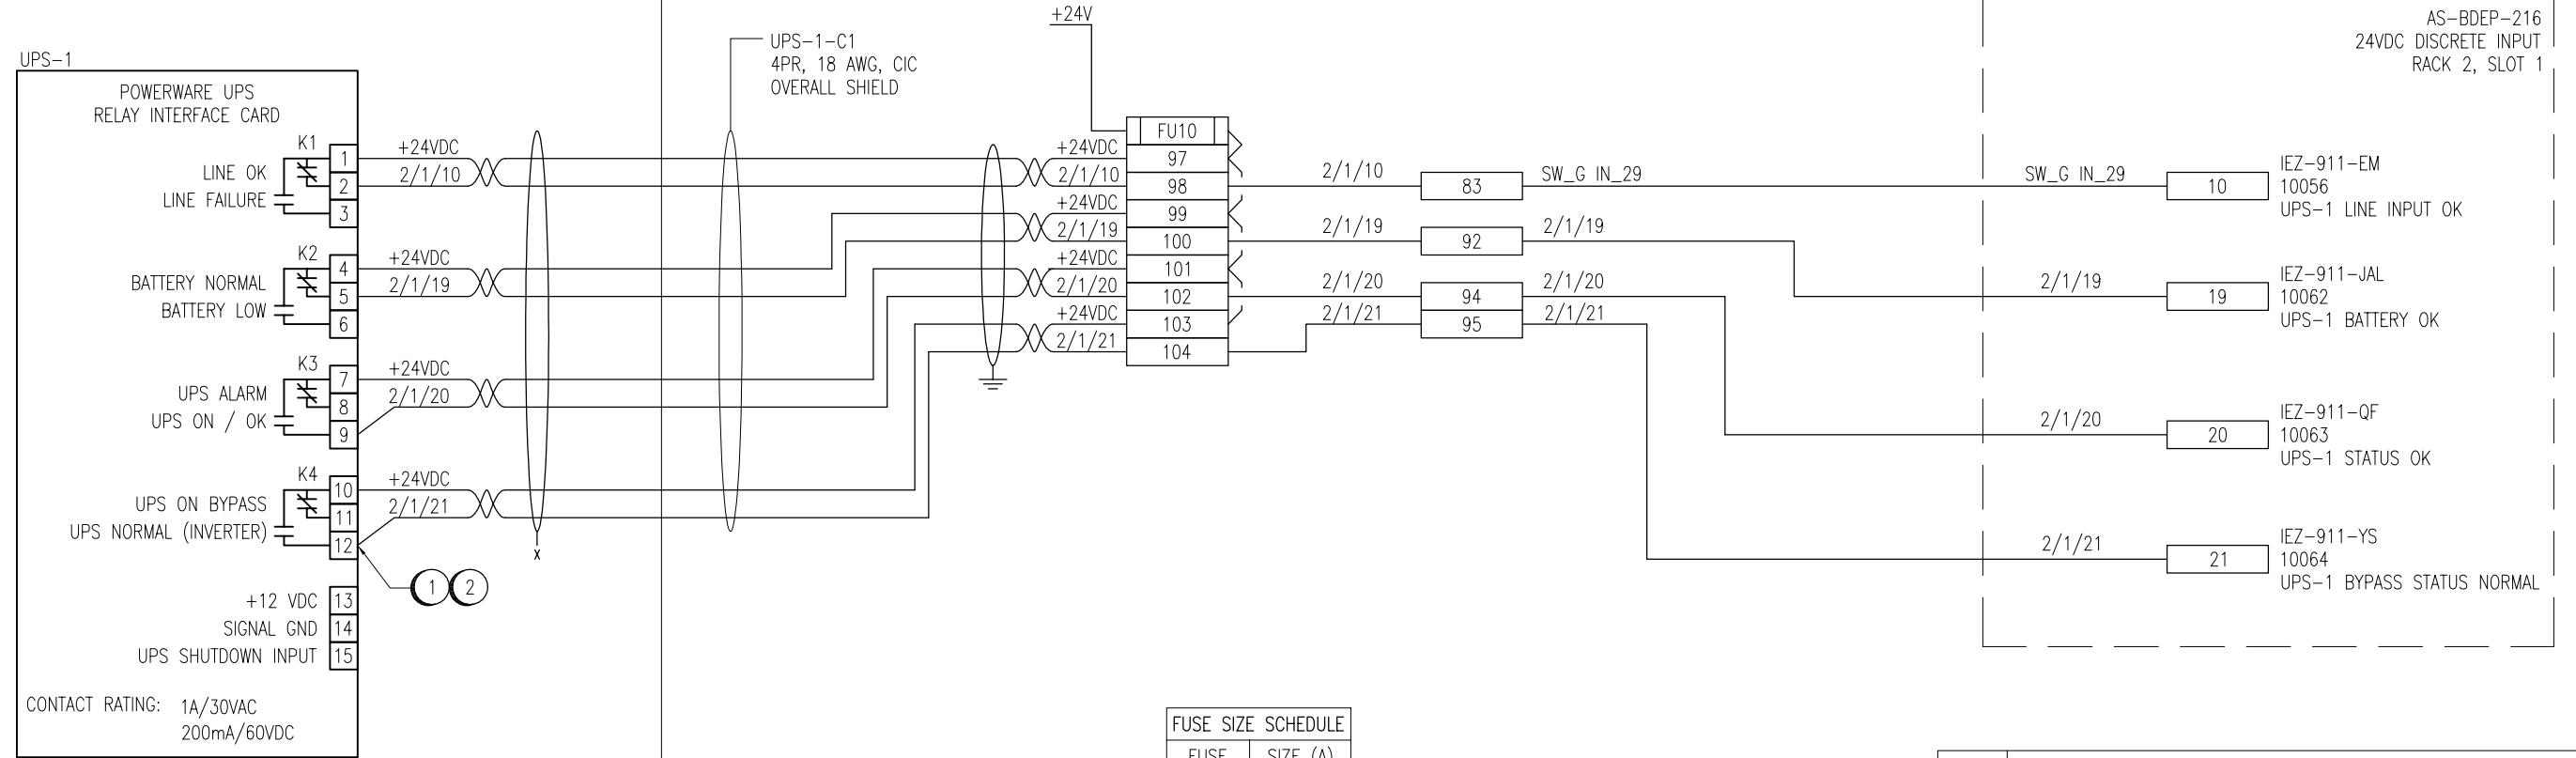 +24V
AS-BDEP-216
24VDC DISCRETE INPUT
RACK 2, SLOT 1
UPS-1
UPS-1-C1
4PR, 18 AWG, CIC
OVERALL SHIELD
POWERWARE UPS
RELAY INTERFACE CARD
K1
LINE OK
LINE FAILURE
1
2
3
K2
BATTERY NORMAL
BATTERY LOW
4
5
6
K3
UPS ALARM
UPS ON / OK
7
8
9
K4
UPS ON BYPASS
UPS NORMAL (INVERTER)
10
11
12
+12 VDC 13
SIGNAL GND 14
UPS SHUTDOWN INPUT 15
CONTACT RATING: 1A/30VAC
200mA/60VDC
+24VDC
2/1/10
+24VDC
2/1/19
+24VDC
2/1/20
+24VDC
2/1/21
X
1 2
FU10
+24VDC 97
2/1/10 98
+24VDC 99
2/1/19 100
+24VDC 101
2/1/20 102
+24VDC 103
2/1/21 104
2/1/10 83 SW_G IN_29
2/1/19 92 2/1/19
2/1/20 94 2/1/20
2/1/21 95 2/1/21
SW_G IN_29 10
IEZ-911-EM
10056
UPS-1 LINE INPUT OK
2/1/19 19
IEZ-911-JAL
10062
UPS-1 BATTERY OK
2/1/20 20
IEZ-911-QF
10063
UPS-1 STATUS OK
2/1/21 21
IEZ-911-YS
10064
UPS-1 BYPASS STATUS NORMAL
FUSE SIZE SCHEDULE
FUSE SIZE (A)